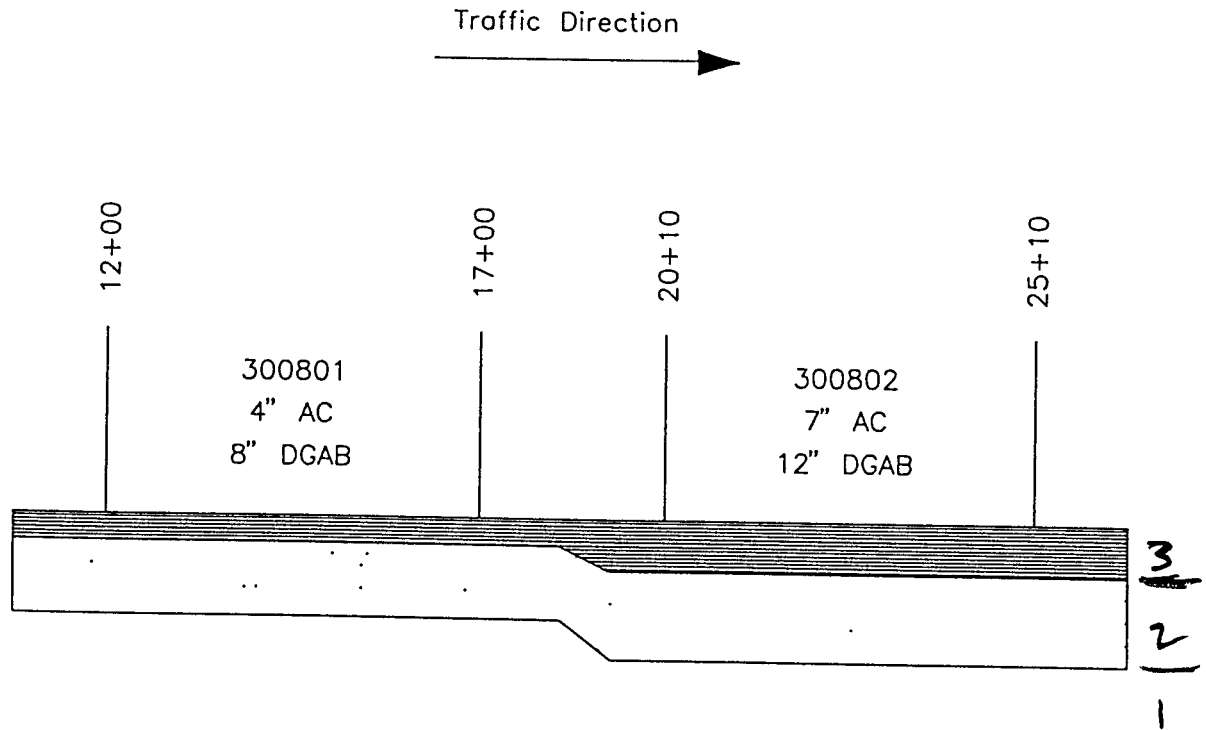 Traffic Direction
12+00
17+00
20+10
25+10
300801
4" AC
8" DGAB
300802
7" AC
12" DGAB
3
2
1